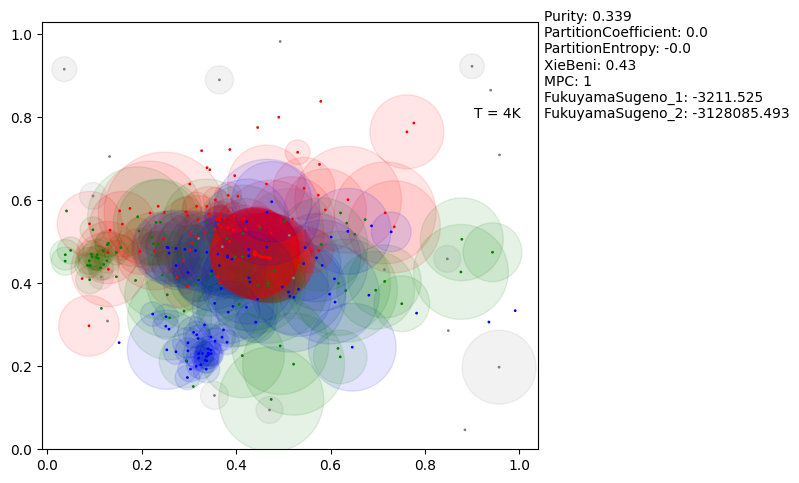 Purity: 0.339
PartitionCoefficient: 0.0
PartitionEntropy: -0.0
XieBeni: 0.43
MPC: 1
FukuyamaSugeno_1: -3211.525
FukuyamaSugeno_2: -3128085.493
T = 4K
1.0
0.8
0.6
0.4
0.2
0.0
0.0 0.2 0.4 0.6 0.8 1.0